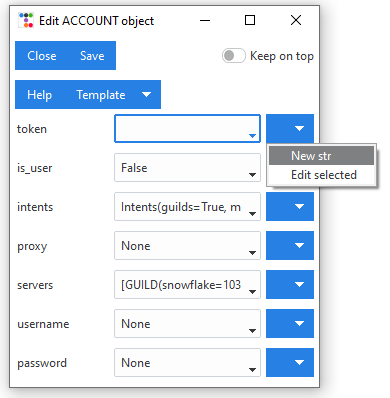 Edit ACCOUNT object
Close Save Keep on top
Help Template
token
New str
Edit selected
is_user False
intents Intents(guilds=True, m
proxy None
servers [GUILD(snowflake=103
username None
password None